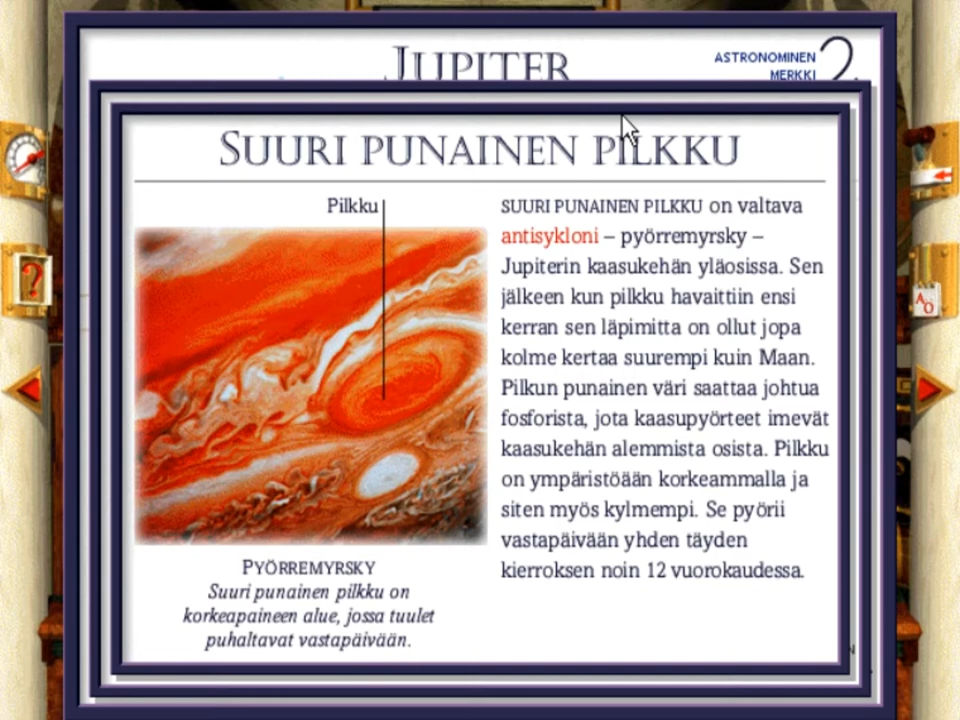 JUPITER
ASTRONOMINEN
MERKKI
SUURI PUNAINEN PILKKU
Pilkku
SUURI PUNAINEN PILKKU on valtava
antisykloni – pyörremyrsky –
Jupiterin kaasukehän yläosissa. Sen
jälkeen kun pilkku havaittiin ensi
kerran sen läpimitta on ollut jopa
kolme kertaa suurempi kuin Maan.
Pilkun punainen väri saattaa johtua
fosforista, jota kaasupyörteet imevät
kaasukehän alemmista osista. Pilkku
on ympäristöään korkeammalla ja
siten myös kylmempi. Se pyörii
vastapäivään yhden täyden
kierroksen noin 12 vuorokaudessa.
PYÖRREMYRSKY
Suuri punainen pilkku on
korkeapaineen alue, jossa tuulet
puhaltavat vastapäivään.
?
A
Ö